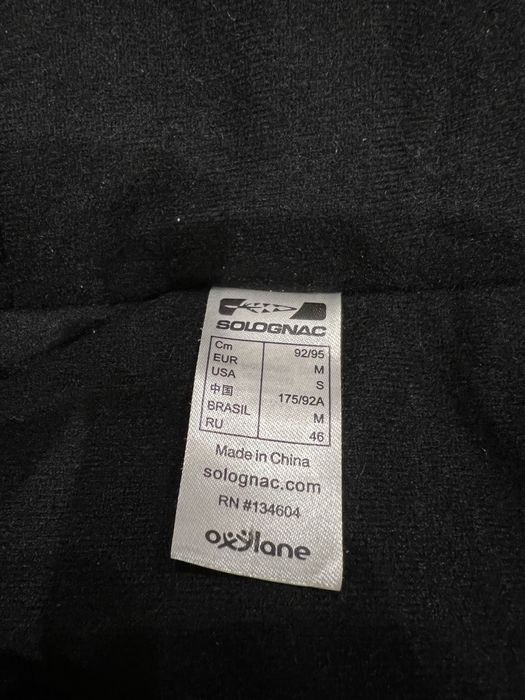 SOLOGNAC
Cm 92/95
EUR M
USA S
中国 175/92A
BRASIL M
RU 46
Made in China
solognac.com
RN #134604
oxylane